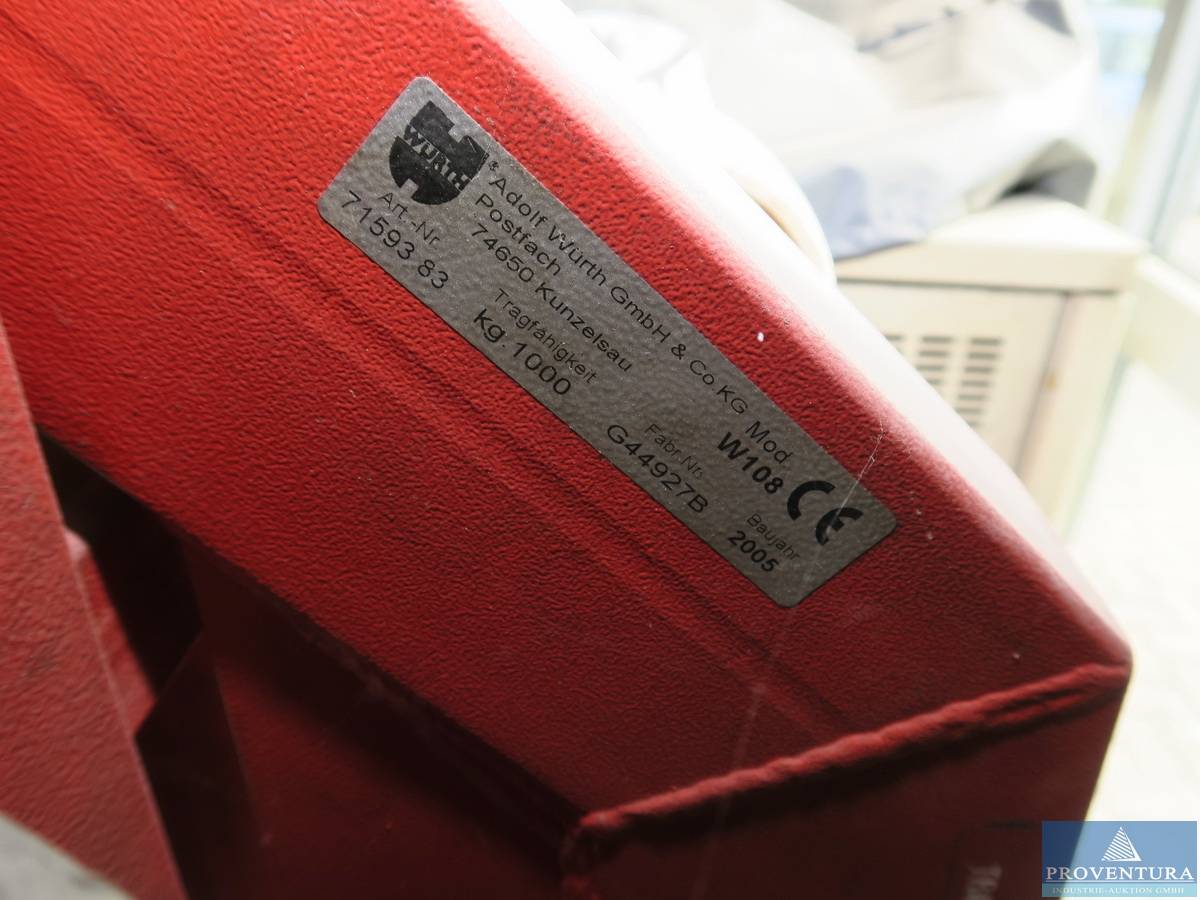 WÜRTH
®
Adolf Würth GmbH & Co.KG
Postfach
74650 Kunzelsau
Art.-Nr.
71593 83
Tragfähigkeit
kg. 1000
Mod.
W108
Fabr.Nr.
G44927B
CE
Baujahr
2005
PROVENTURA
INDUSTRIE-AUKTION GMBH